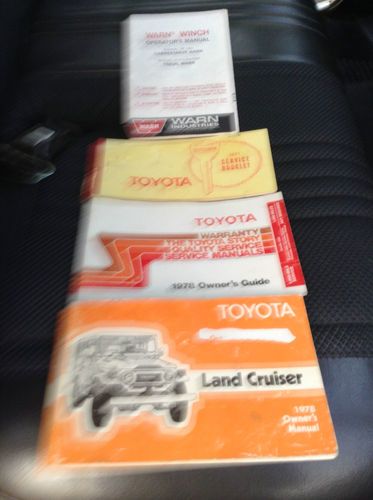 WARN® WINCH
OPERATOR'S MANUAL
WARN
WARN
INDUSTRIES
SERVICE
BOOKLET
TOYOTA
TOYOTA
WARRANTY
THE TOYOTA STORY
QUALITY SERVICE
SERVICE MANUALS
1978 Owner's Guide
TOYOTA
Land Cruiser
1978
Owner's
Manual